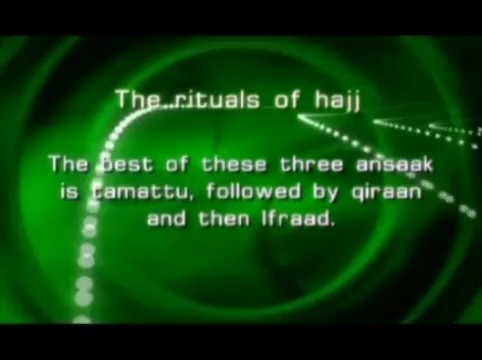 The rituals of hajj
The best of these three ansaak
is tamattu, followed by qiraan
and then Ifraad.